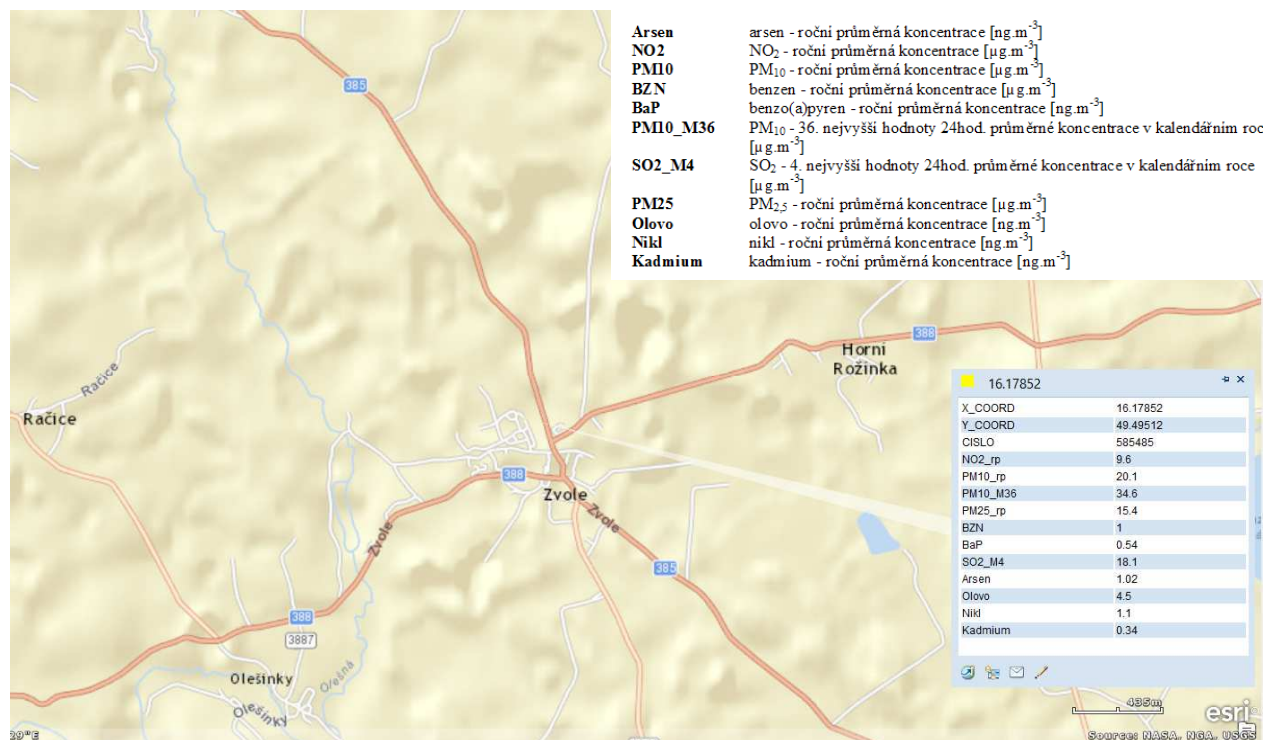 Arsen arsen - roční průměrná koncentrace [ng.m-3]
NO2 NO2 - roční průměrná koncentrace [µg.m-3]
PM10 PM10 - roční průměrná koncentrace [µg.m-3]
BZN benzen - roční průměrná koncentrace [µg.m-3]
BaP benzo(a)pyren - roční průměrná koncentrace [ng.m-3]
PM10_M36 PM10 - 36. nejvyšší hodnoty 24hod. průměrné koncentrace v kalendářním roc
[µg.m-3]
SO2_M4 SO2 - 4. nejvyšší hodnoty 24hod. průměrné koncentrace v kalendářním roce
[µg.m-3]
PM25 PM2,5 - roční průměrná koncentrace [µg.m-3]
Olovo olovo - roční průměrná koncentrace [ng.m-3]
Nikl nikl - roční průměrná koncentrace [ng.m-3]
Kadmium kadmium - roční průměrná koncentrace [ng.m-3]
385
388
Horní
Rožínka
Račice
Račice
388
Zvole
Zvole
Zvole
385
388
3887
Olešínky
Olešná
Olešínky
16.17852
X_COORD 16.17852
Y_COORD 49.49512
CISLO 585485
NO2_rp 9.6
PM10_rp 20.1
PM10_M36 34.6
PM25_rp 15.4
BZN 1
BaP 0.54
SO2_M4 18.1
Arsen 1.02
Olovo 4.5
Nikl 1.1
Kadmium 0.34
435m
esri
29"E
Sources: NASA, NGA, USGS